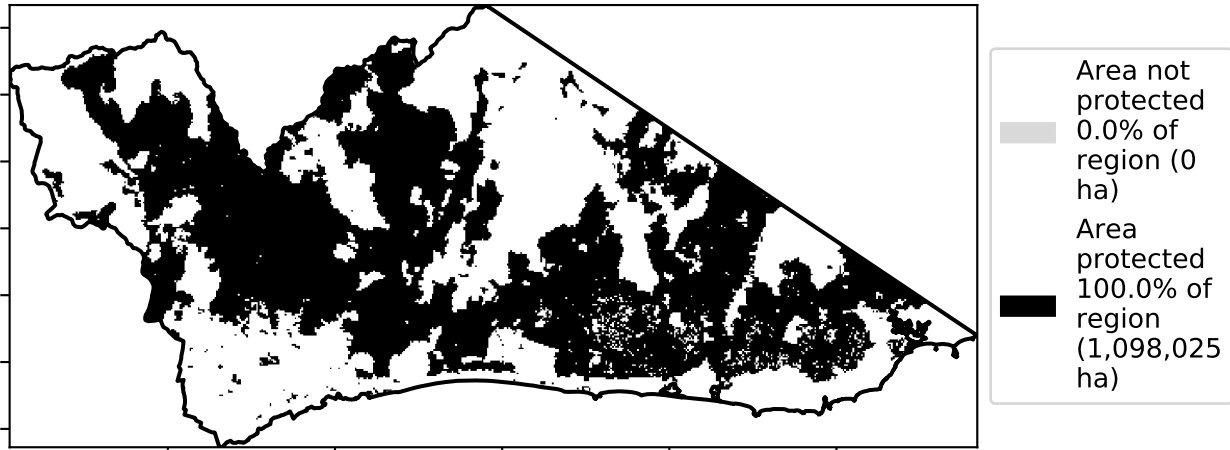 Area not
protected
0.0% of
region (0
ha)
Area
protected
100.0% of
region
(1,098,025
ha)